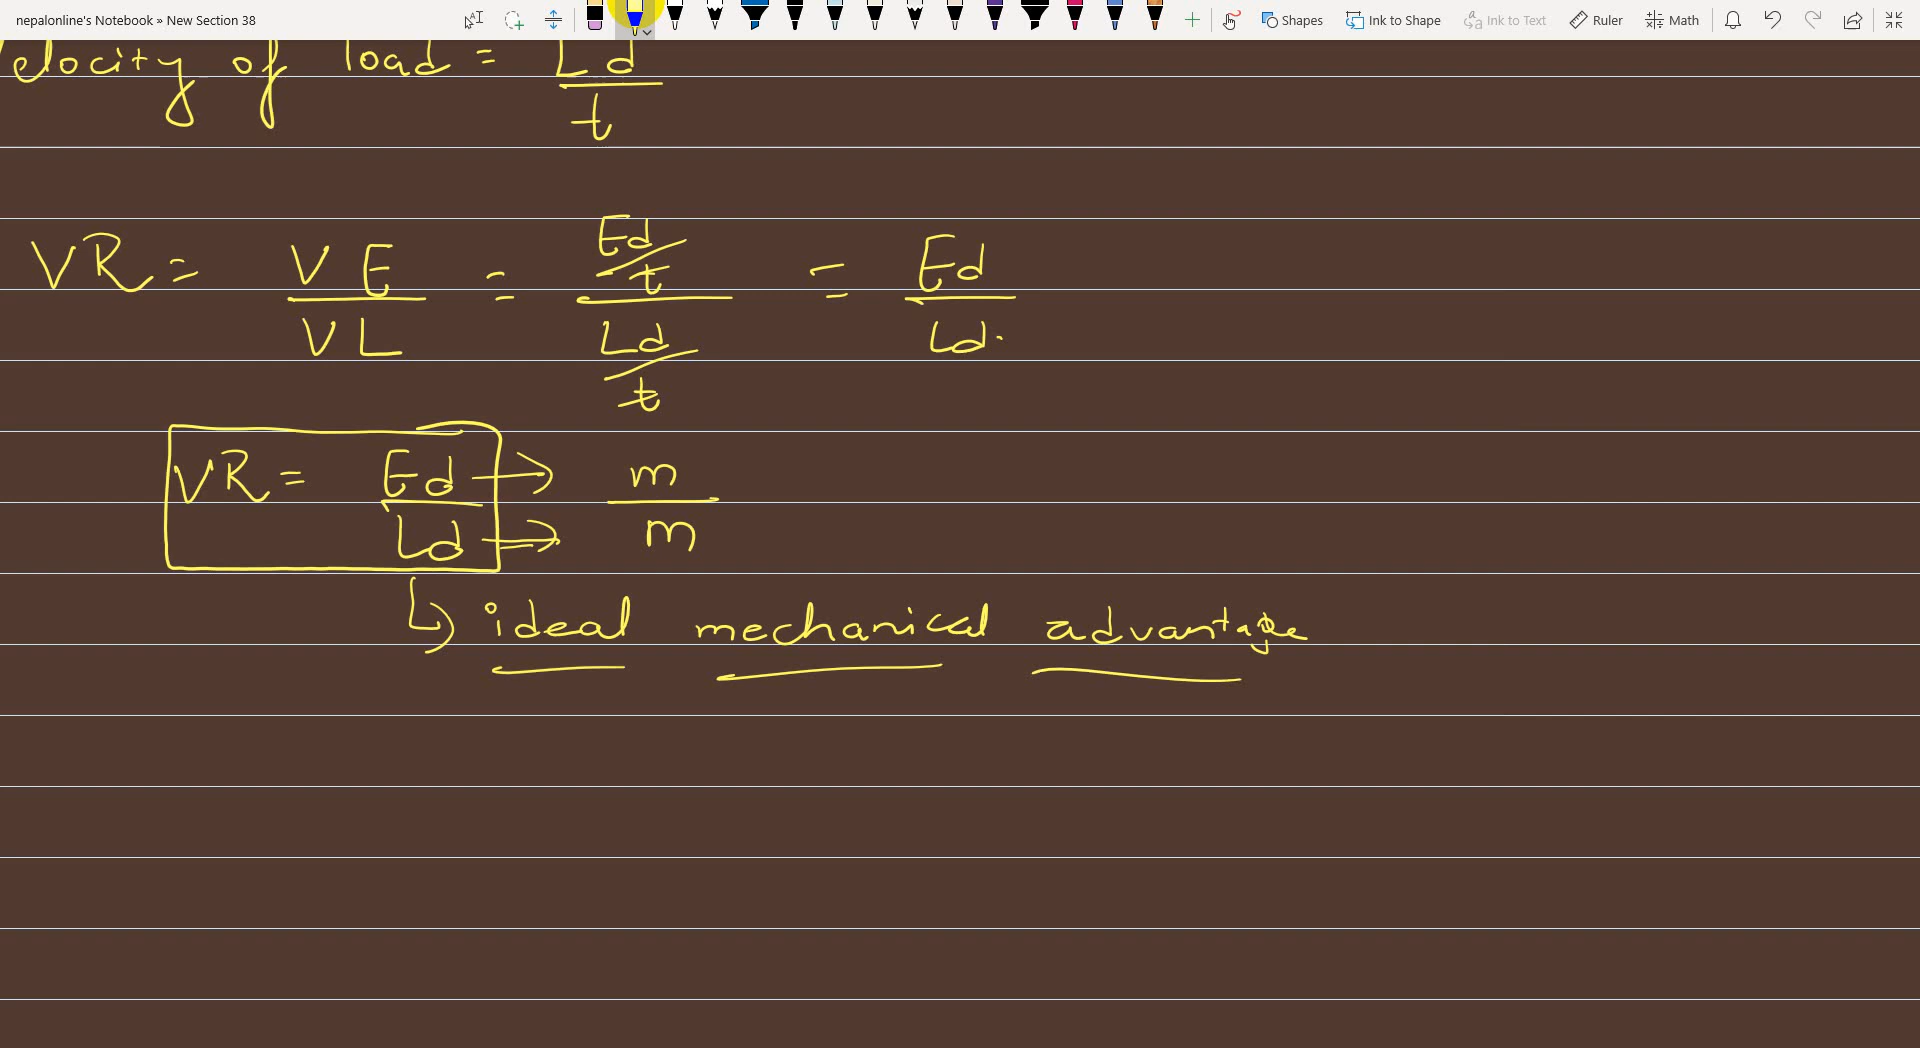 nepalonline's Notebook » New Section 38
Shapes Ink to Shape Ink to Text Ruler Math
elocity of load = Ld/t
VR = VE/VL = (Ed/t)/(Ld/t) = Ed/Ld.
VR = Ed/Ld → m/m
ideal mechanical advantage